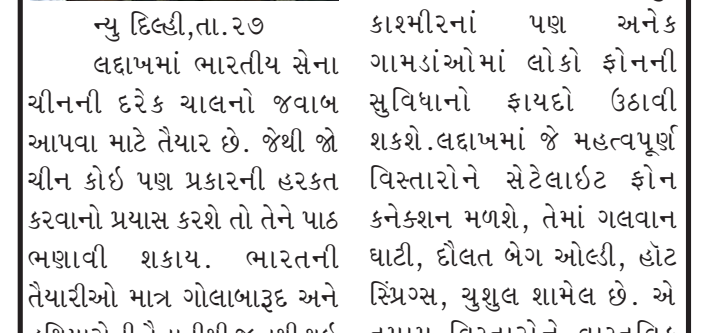 ન્યુ દિલ્હી,તા.૨૭
લદ્દાખમાં ભારતીય સેના
ચીનની દરેક ચાલનો જવાબ
આપવા માટે તૈયાર છે. જેથી જો
ચીન કોઇ પણ પ્રકારની હરકત
કરવાનો પ્રયાસ કરશે તો તેને પાઠ
ભણાવી શકાય. ભારતની
તૈયારીઓ માત્ર ગોલાબારૂદ અને
કાશ્મીરનાં પણ અનેક
ગામડાંઓમાં લોકો ફોનની
સુવિધાનો ફાયદો ઉઠાવી
શકશે.લદ્દાખમાં જે મહત્વપૂર્ણ
વિસ્તારોને સેટેલાઇટ ફોન
કનેક્શન મળશે, તેમાં ગલવાન
ઘાટી, દૌલત બેગ ઓલ્ડી, હૉટ
સ્પ્રિંગ્સ, ચુશુલ શામેલ છે. એ